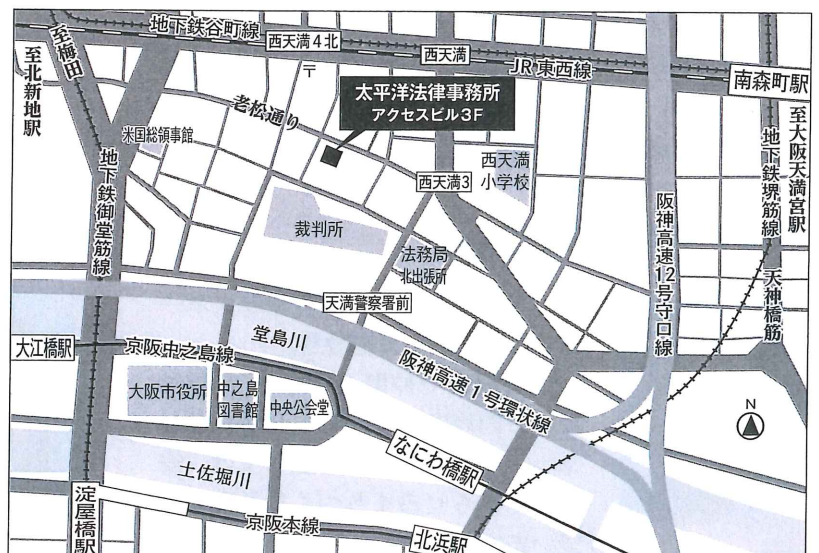 地下鉄谷町線
西天満4北
西天満
JR東西線
南森町駅
至梅田
至北新地駅
〒
太平洋法律事務所
アクセスビル3F
老松通り
米国総領事館
地下鉄御堂筋線
西天満3
西天満
小学校
至大阪天満宮駅
地下鉄堺筋線
天神橋筋
阪神高速12号守口線
裁判所
法務局
北出張所
天満警察署前
堂島川
大江橋駅
京阪中之島線
阪神高速1号環状線
大阪市役所
中之島
図書館
中央公会堂
N
なにわ橋駅
土佐堀川
淀屋橋駅
京阪本線
北浜駅